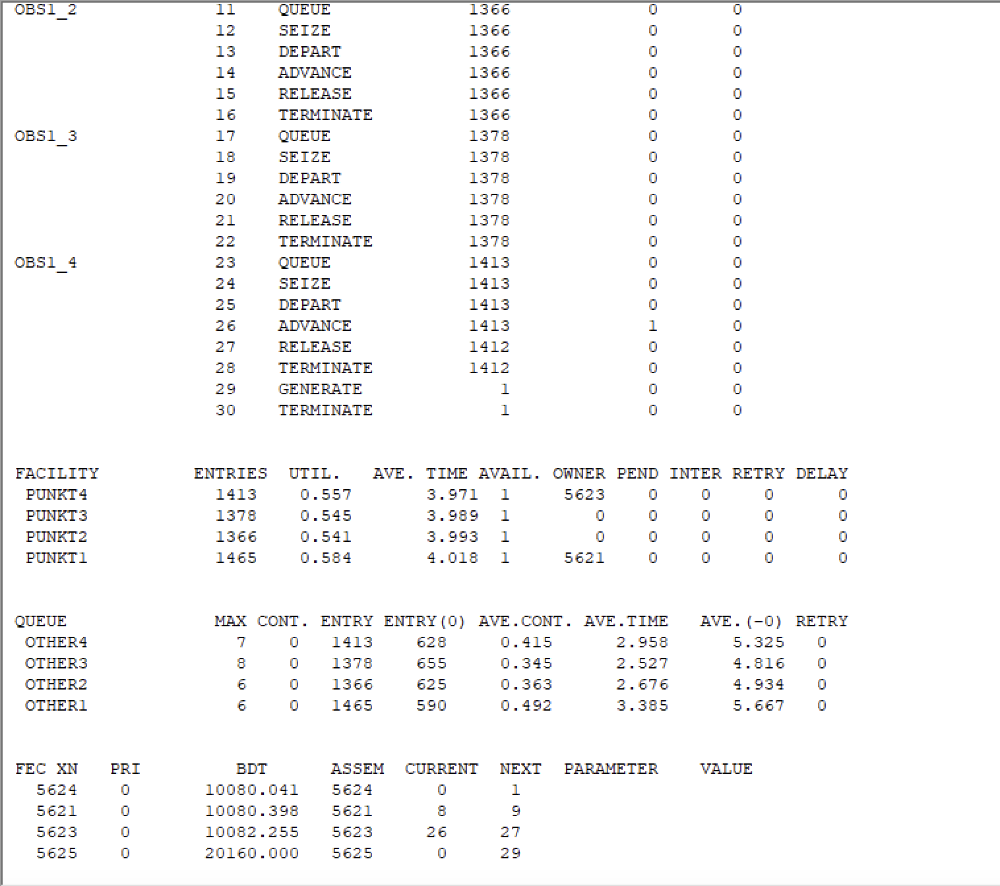 OBS1_2 11 QUEUE 1366 0 0
12 SEIZE 1366 0 0
13 DEPART 1366 0 0
14 ADVANCE 1366 0 0
15 RELEASE 1366 0 0
16 TERMINATE 1366 0 0
OBS1_3 17 QUEUE 1378 0 0
18 SEIZE 1378 0 0
19 DEPART 1378 0 0
20 ADVANCE 1378 0 0
21 RELEASE 1378 0 0
22 TERMINATE 1378 0 0
OBS1_4 23 QUEUE 1413 0 0
24 SEIZE 1413 0 0
25 DEPART 1413 0 0
26 ADVANCE 1413 1 0
27 RELEASE 1412 0 0
28 TERMINATE 1412 0 0
29 GENERATE 1 0 0
30 TERMINATE 1 0 0
FACILITY ENTRIES UTIL. AVE. TIME AVAIL. OWNER PEND INTER RETRY DELAY
PUNKT4 1413 0.557 3.971 1 5623 0 0 0 0
PUNKT3 1378 0.545 3.989 1 0 0 0 0 0
PUNKT2 1366 0.541 3.993 1 0 0 0 0 0
PUNKT1 1465 0.584 4.018 1 5621 0 0 0 0
QUEUE MAX CONT. ENTRY ENTRY(0) AVE.CONT. AVE.TIME AVE.(-0) RETRY
OTHER4 7 0 1413 628 0.415 2.958 5.325 0
OTHER3 8 0 1378 655 0.345 2.527 4.816 0
OTHER2 6 0 1366 625 0.363 2.676 4.934 0
OTHER1 6 0 1465 590 0.492 3.385 5.667 0
FEC XN PRI BDT ASSEM CURRENT NEXT PARAMETER VALUE
5624 0 10080.041 5624 0 1
5621 0 10080.398 5621 8 9
5623 0 10082.255 5623 26 27
5625 0 20160.000 5625 0 29